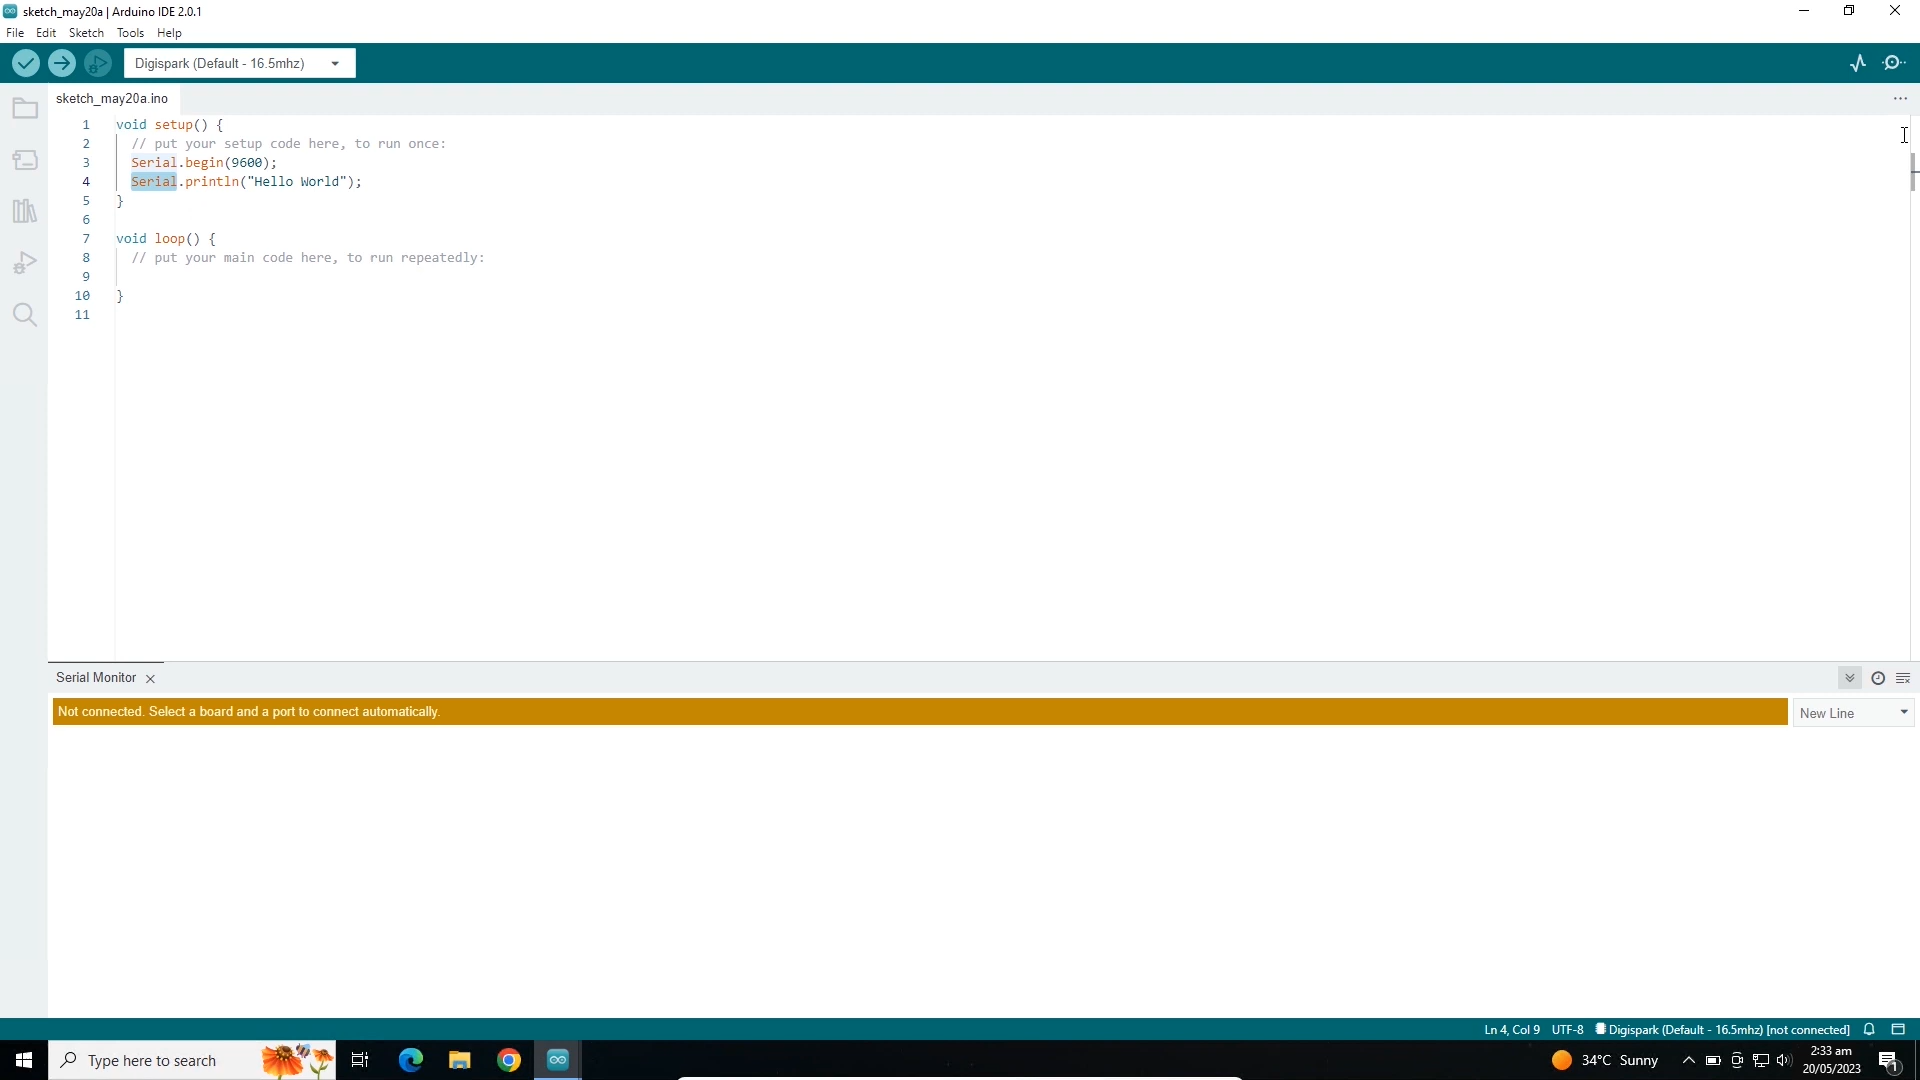 sketch_may20a | Arduino IDE 2.0.1
File Edit Sketch Tools Help
Digispark (Default - 16.5mhz)
sketch_may20a.ino
1 void setup() {
2 // put your setup code here, to run once:
3 Serial.begin(9600);
4 Serial.println("Hello World");
5 }
6
7 void loop() {
8 // put your main code here, to run repeatedly:
9
10 }
11
Serial Monitor
Not connected. Select a board and a port to connect automatically.
New Line
Ln 4, Col 9 UTF-8 Digispark (Default - 16.5mhz) [not connected]
Type here to search
34°C Sunny
2:33 am
20/05/2023
1